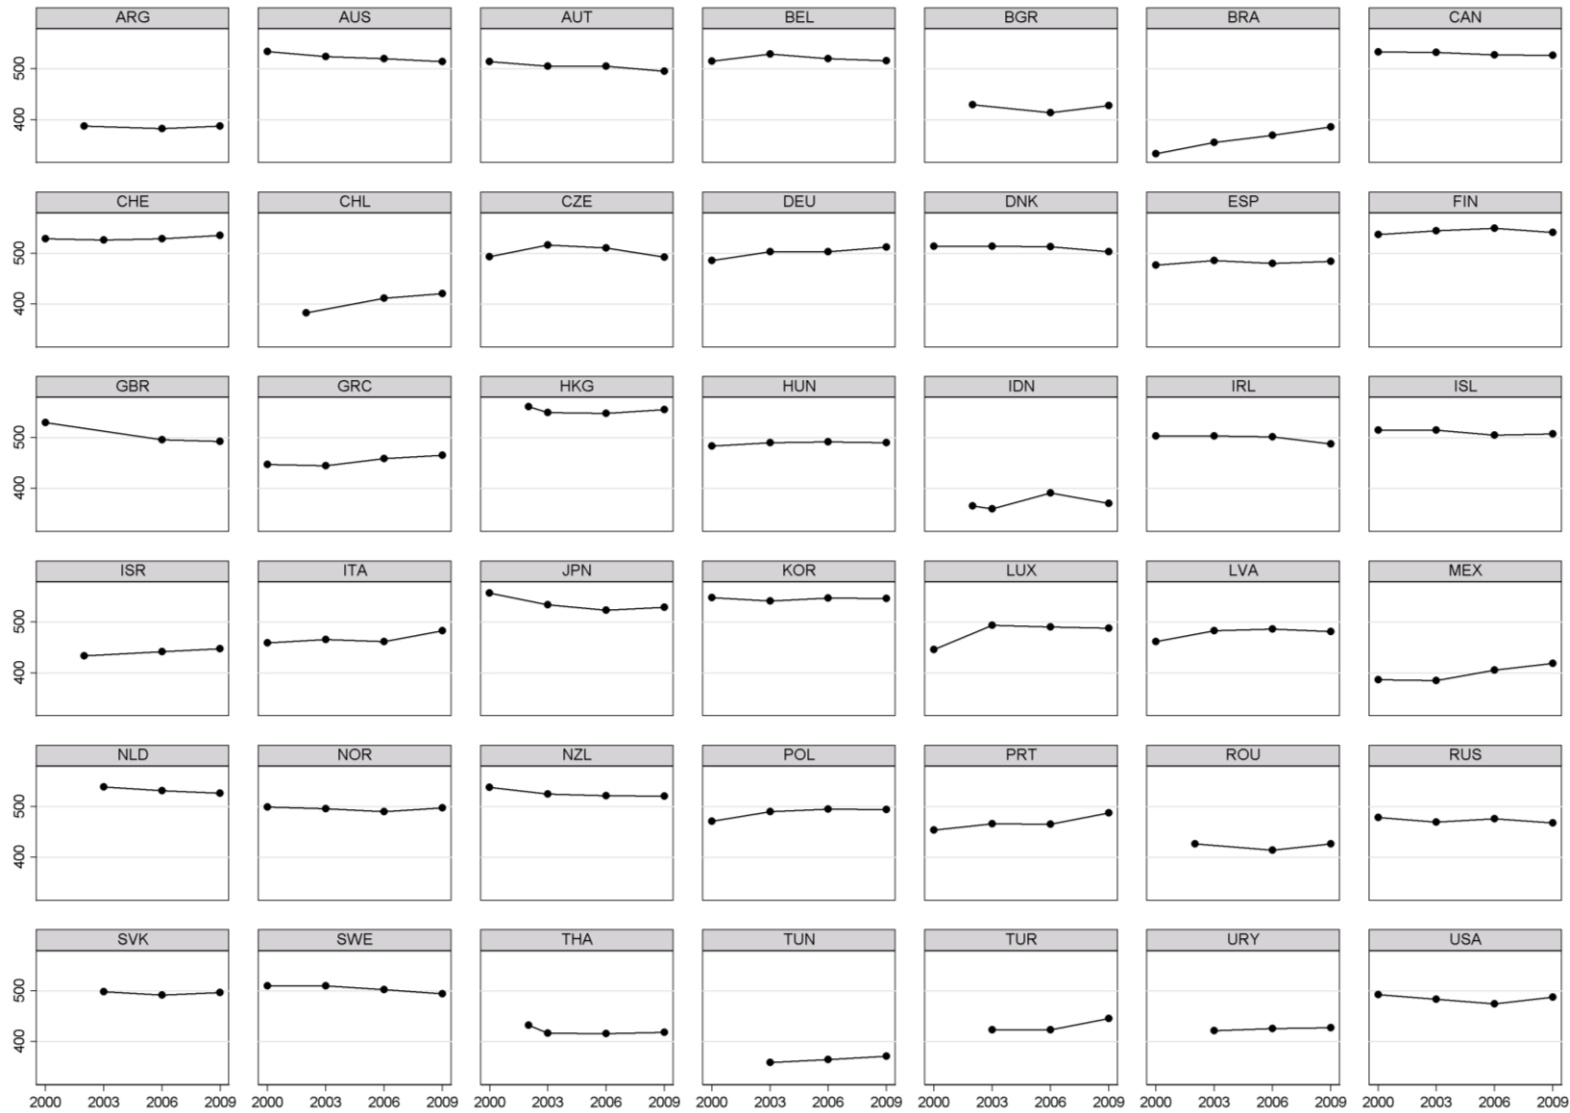 ARG AUS AUT BEL BGR BRA CAN
500
400
CHE CHL CZE DEU DNK ESP FIN
500
400
GBR GRC HKG HUN IDN IRL ISL
500
400
ISR ITA JPN KOR LUX LVA MEX
500
400
NLD NOR NZL POL PRT ROU RUS
500
400
SVK SWE THA TUN TUR URY USA
500
400
2000 2003 2006 2009 2000 2003 2006 2009 2000 2003 2006 2009 2000 2003 2006 2009 2000 2003 2006 2009 2000 2003 2006 2009 2000 2003 2006 2009